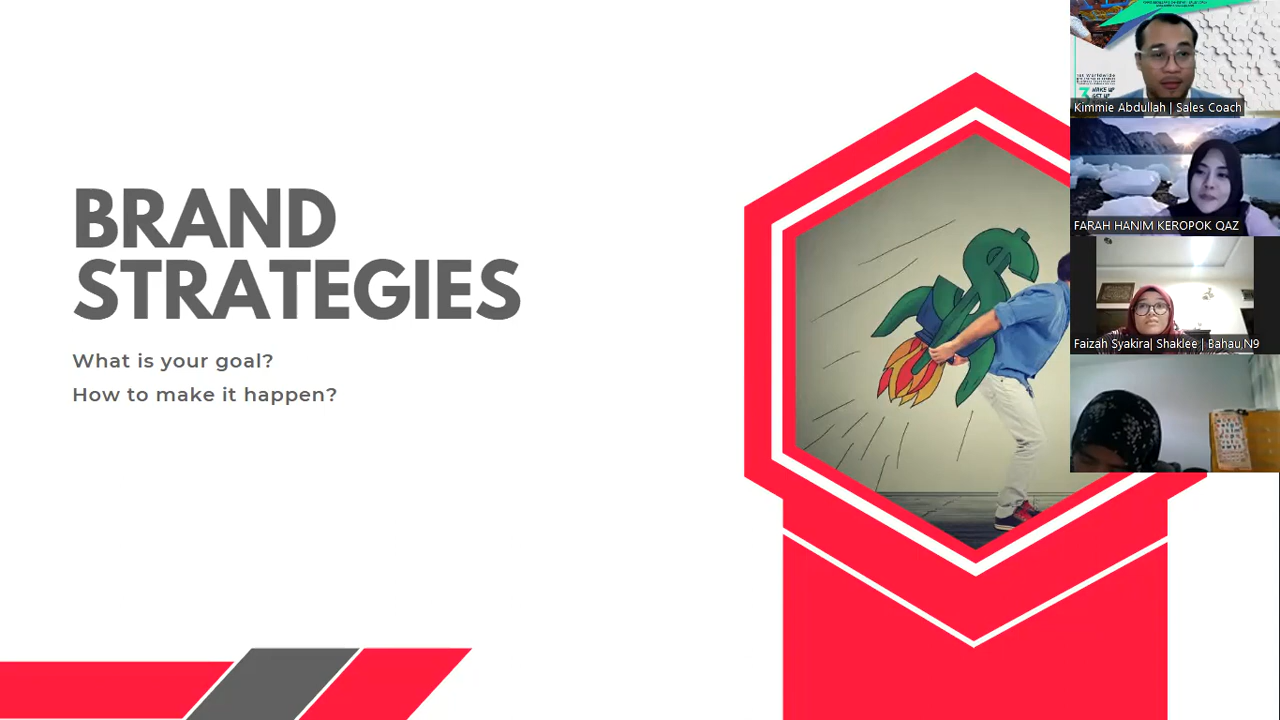 BRAND
STRATEGIES
What is your goal?
How to make it happen?
Kimmie Abdullah | Sales Coach
FARAH HANIM KEROPOK QAZ
Faizah Syakira| Shaklee | Bahau N9